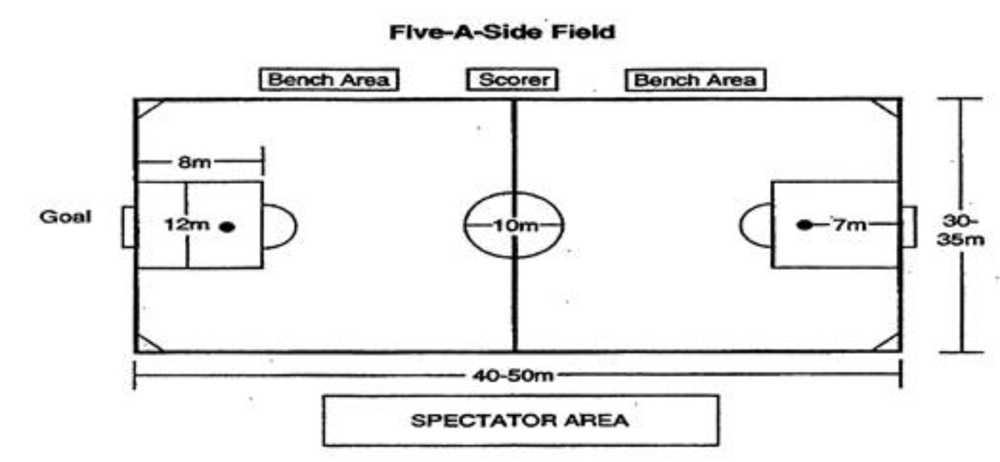 Five-A-Side Field
Bench Area
Scorer
Bench Area
8m
Goal
12m
10m
7m
30-
35m
40-50m
SPECTATOR AREA